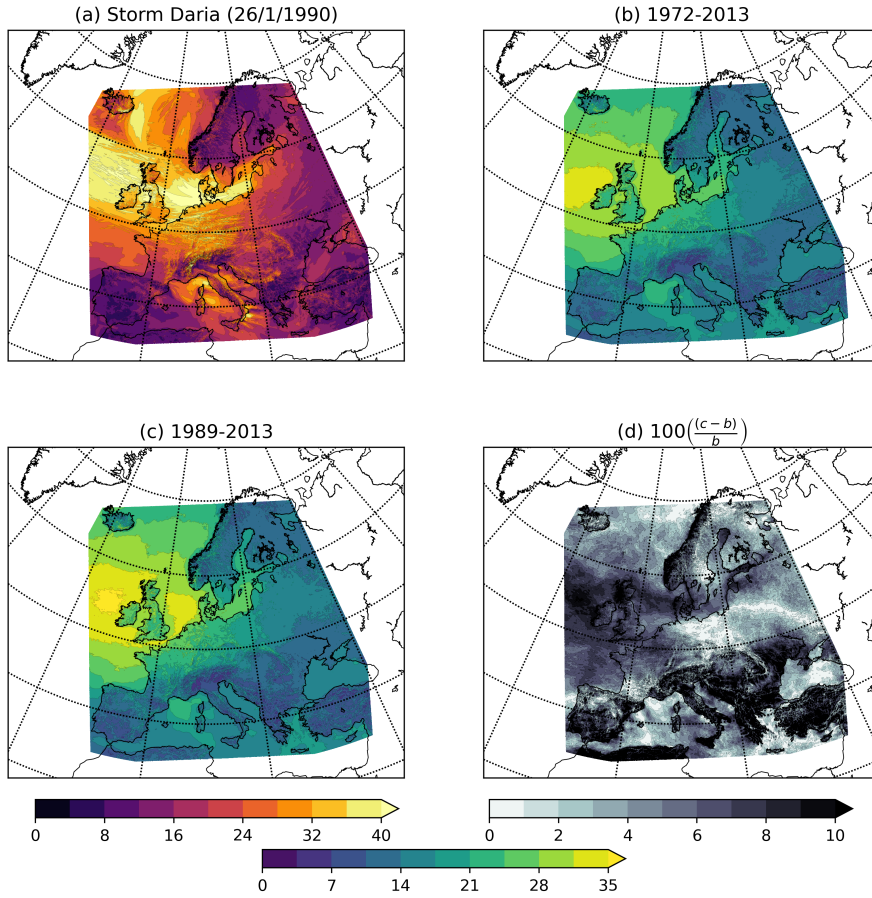 (a) Storm Daria (26/1/1990)
(b) 1972-2013
(c) 1989-2013
(d) 100((c − b)/b)
0 8 16 24 32 40
0 2 4 6 8 10
0 7 14 21 28 35